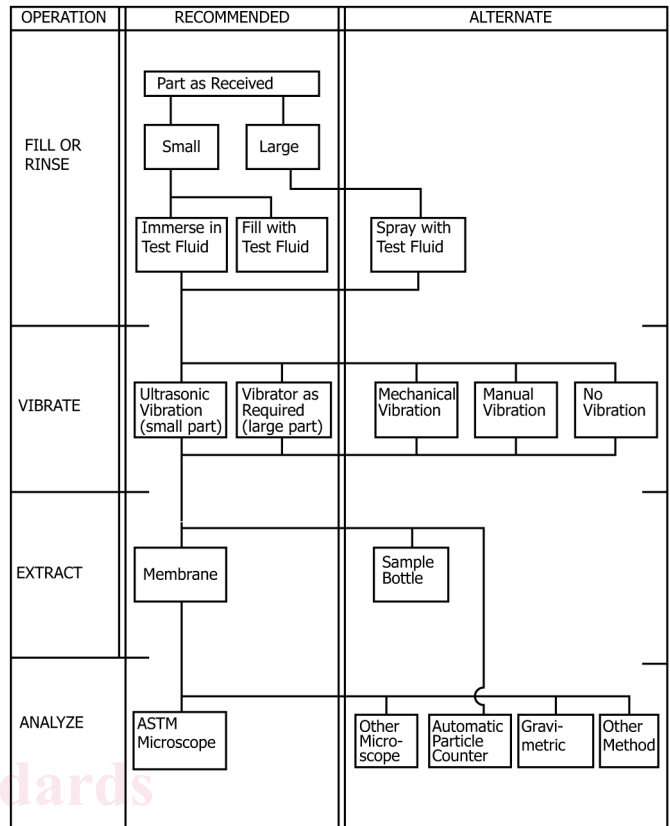 OPERATION RECOMMENDED ALTERNATE
Part as Received
FILL OR
RINSE
Small Large
Immerse in
Test Fluid
Fill with
Test Fluid
Spray with
Test Fluid
VIBRATE
Ultrasonic
Vibration
(small part)
Vibrator as
Required
(large part)
Mechanical
Vibration
Manual
Vibration
No
Vibration
EXTRACT
Membrane
Sample
Bottle
ANALYZE
ASTM
Microscope
Other
Micro-
scope
Automatic
Particle
Counter
Gravi-
metric
Other
Method
dards